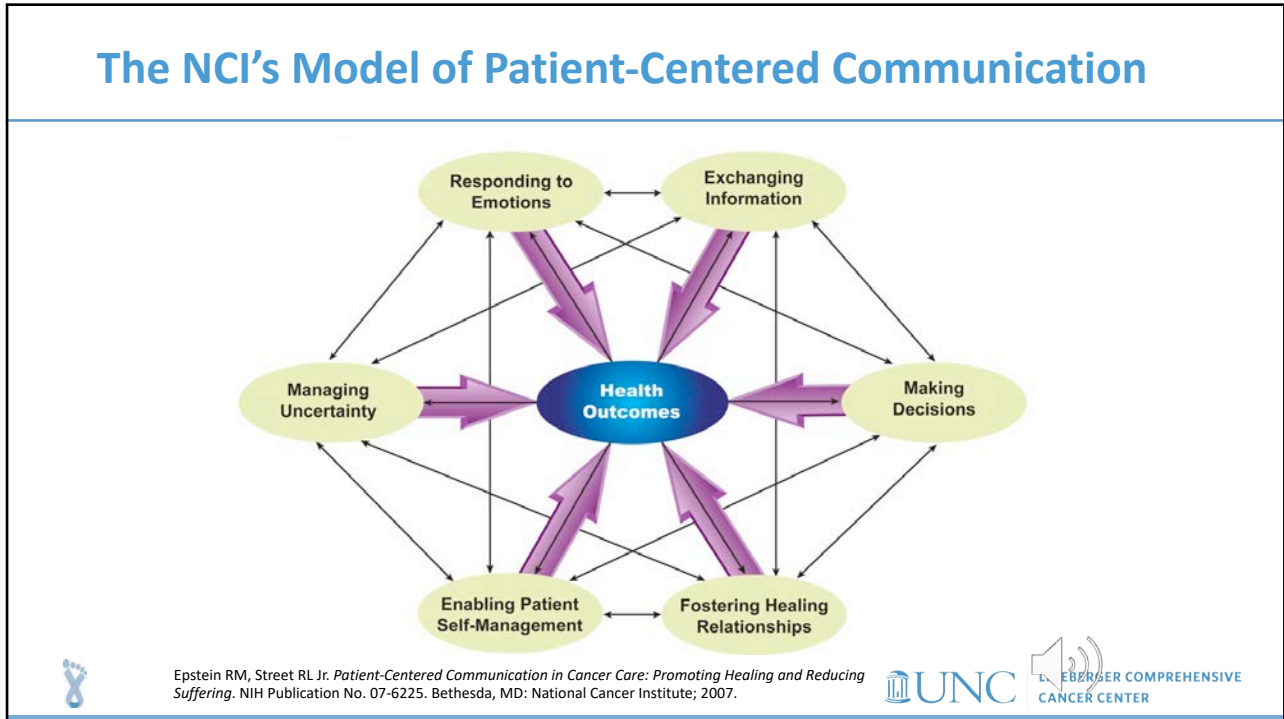 The NCI's Model of Patient-Centered Communication
Responding to
Emotions
Exchanging
Information
Managing
Uncertainty
Health
Outcomes
Making
Decisions
Enabling Patient
Self-Management
Fostering Healing
Relationships
Epstein RM, Street RL Jr. Patient-Centered Communication in Cancer Care: Promoting Healing and Reducing
Suffering. NIH Publication No. 07-6225. Bethesda, MD: National Cancer Institute; 2007.
UNC
COMPREHENSIVE
CANCER CENTER